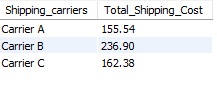 Shipping_carriers Total_Shipping_Cost
Carrier A 155.54
Carrier B 236.90
Carrier C 162.38